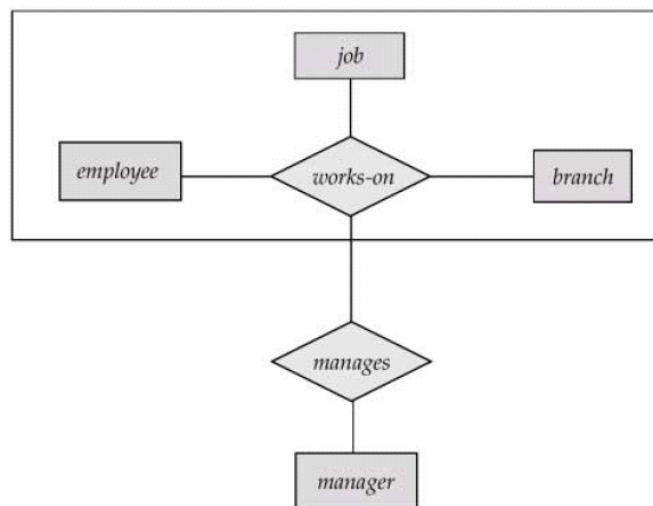 job
employee
works-on
branch
manages
manager